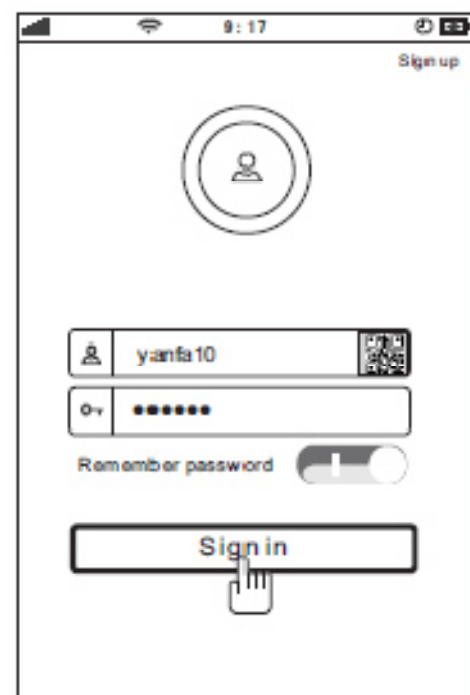 9:17
Sign up
yanfa10
••••••
Remember password
Sign in